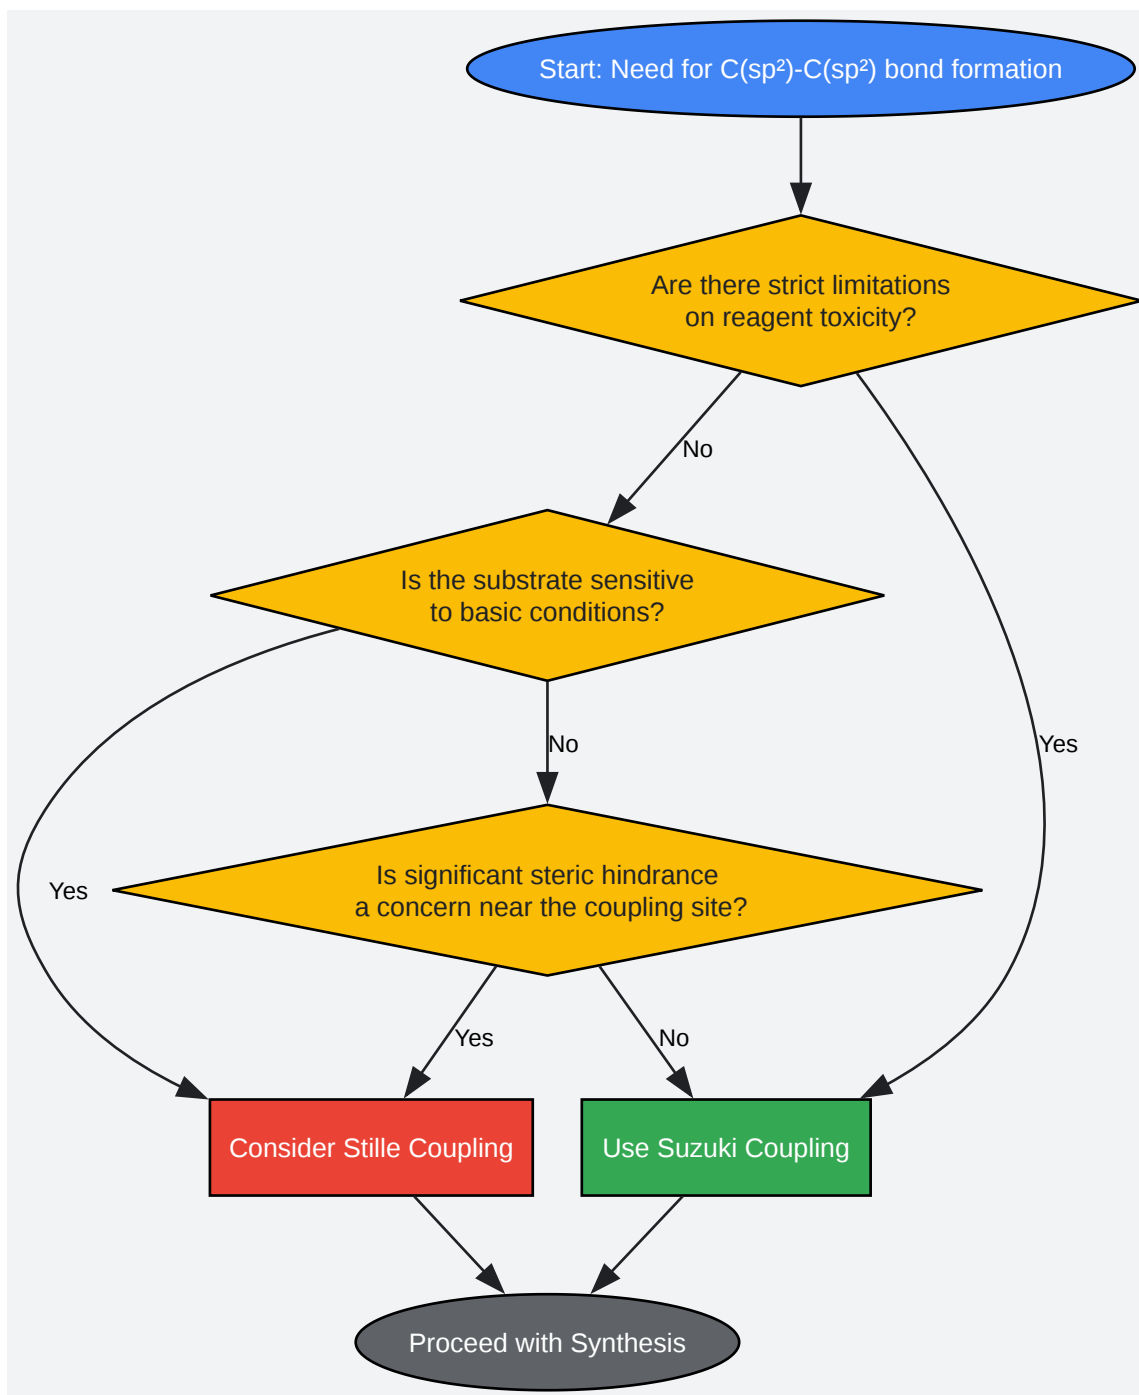 Start: Need for C(sp²)-C(sp²) bond formation
Are there strict limitations
on reagent toxicity?
No
Is the substrate sensitive
to basic conditions?
No
Yes
Is significant steric hindrance
a concern near the coupling site?
Yes
Yes
No
Consider Stille Coupling
Use Suzuki Coupling
Proceed with Synthesis